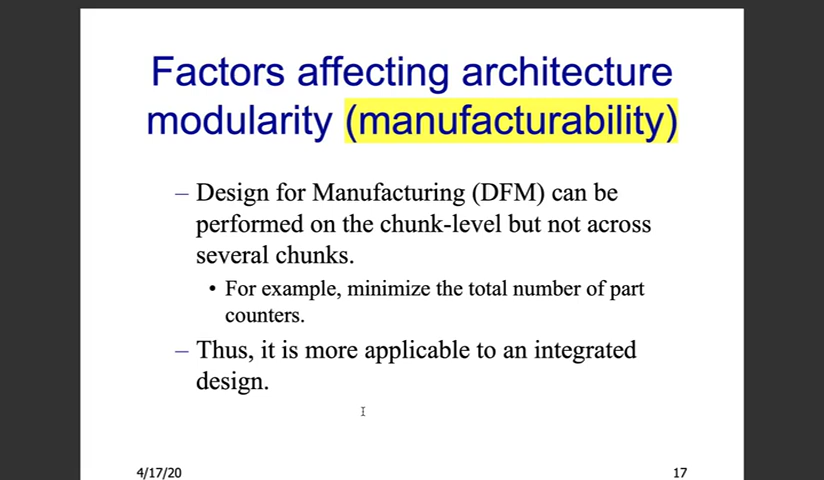 Factors affecting architecture
modularity (manufacturability)
– Design for Manufacturing (DFM) can be
performed on the chunk-level but not across
several chunks.
• For example, minimize the total number of part
counters.
– Thus, it is more applicable to an integrated
design.
4/17/20 17